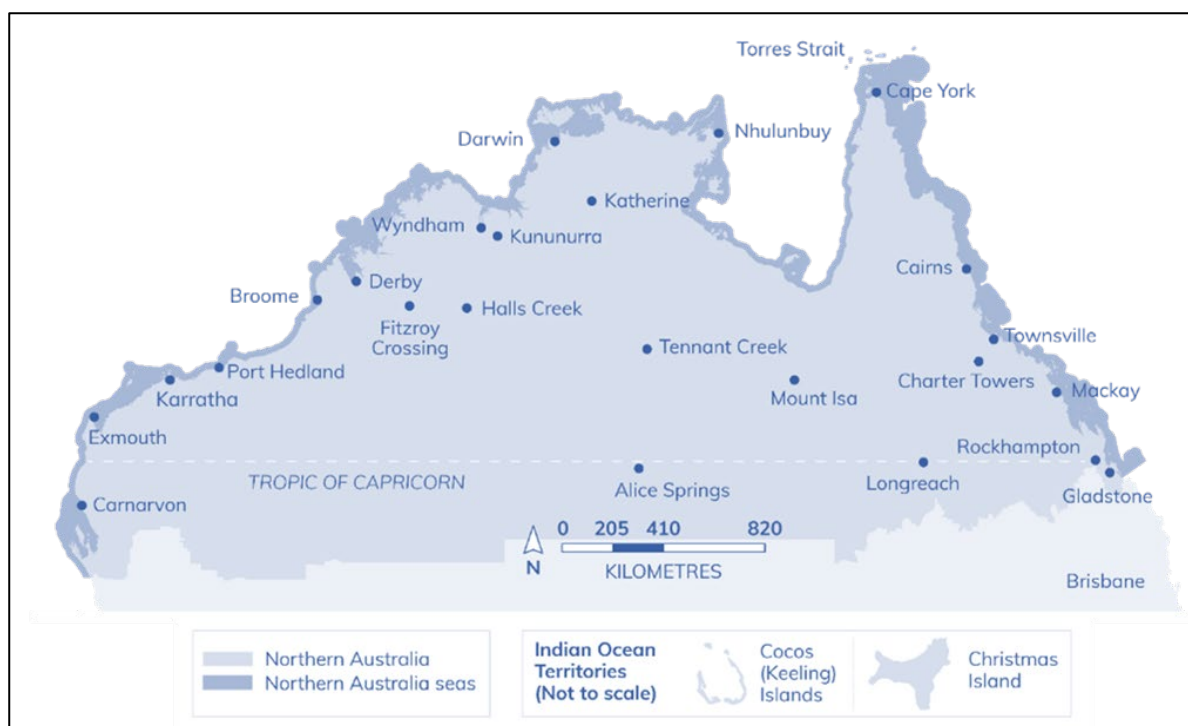 Torres Strait
Cape York
Darwin
Nhulunbuy
Katherine
Wyndham
Kununurra
Cairns
Derby
Broome
Halls Creek
Fitzroy
Crossing
Townsville
Tennant Creek
Port Hedland
Charter Towers
Karratha
Mount Isa
Mackay
Exmouth
Rockhampton
TROPIC OF CAPRICORN
Alice Springs
Longreach
Gladstone
Carnarvon
0 205 410 820
N
KILOMETRES
Brisbane
Northern Australia
Northern Australia seas
Indian Ocean
Territories
(Not to scale)
Cocos
(Keeling)
Islands
Christmas
Island